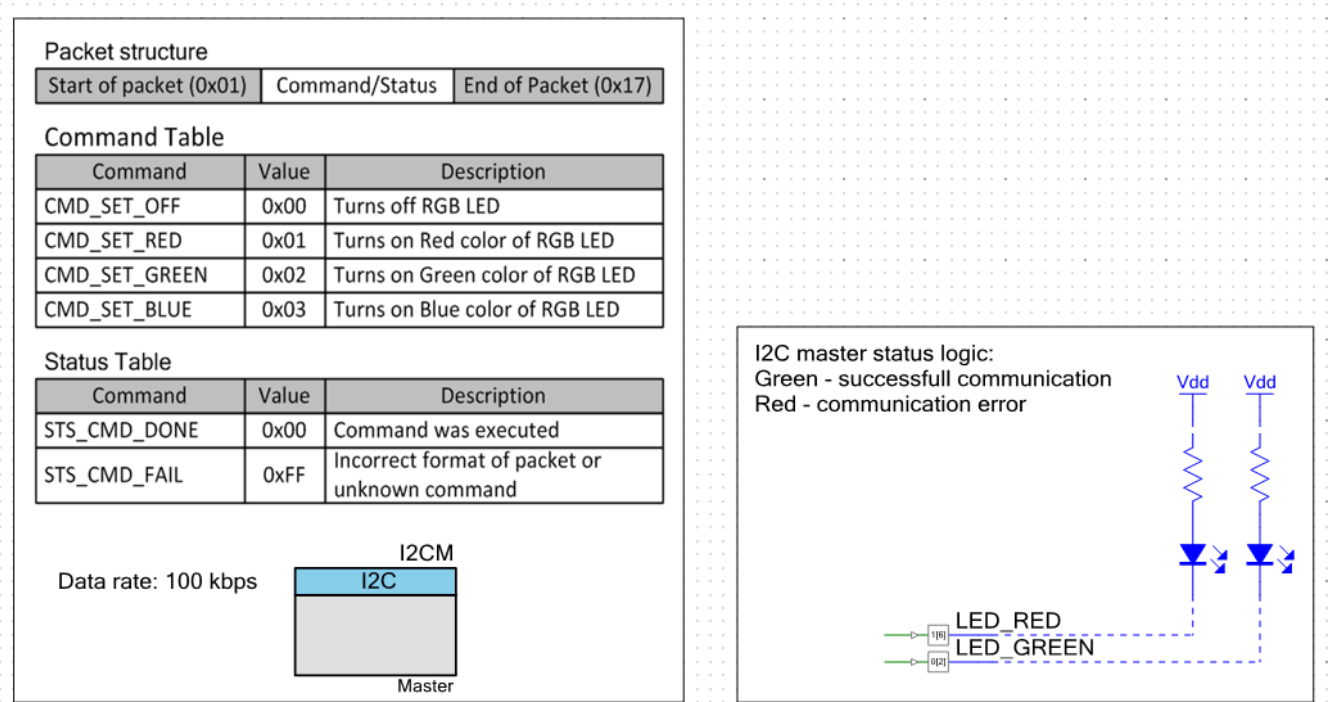 Packet structure
Start of packet (0x01) Command/Status End of Packet (0x17)
Command Table
Command Value Description
CMD_SET_OFF 0x00 Turns off RGB LED
CMD_SET_RED 0x01 Turns on Red color of RGB LED
CMD_SET_GREEN 0x02 Turns on Green color of RGB LED
CMD_SET_BLUE 0x03 Turns on Blue color of RGB LED
Status Table
Command Value Description
STS_CMD_DONE 0x00 Command was executed
STS_CMD_FAIL 0xFF Incorrect format of packet or
unknown command
I2CM
Data rate: 100 kbps
I2C
Master
I2C master status logic:
Green - successfull communication
Red - communication error
Vdd Vdd
LED_RED
1[6]
LED_GREEN
0[2]